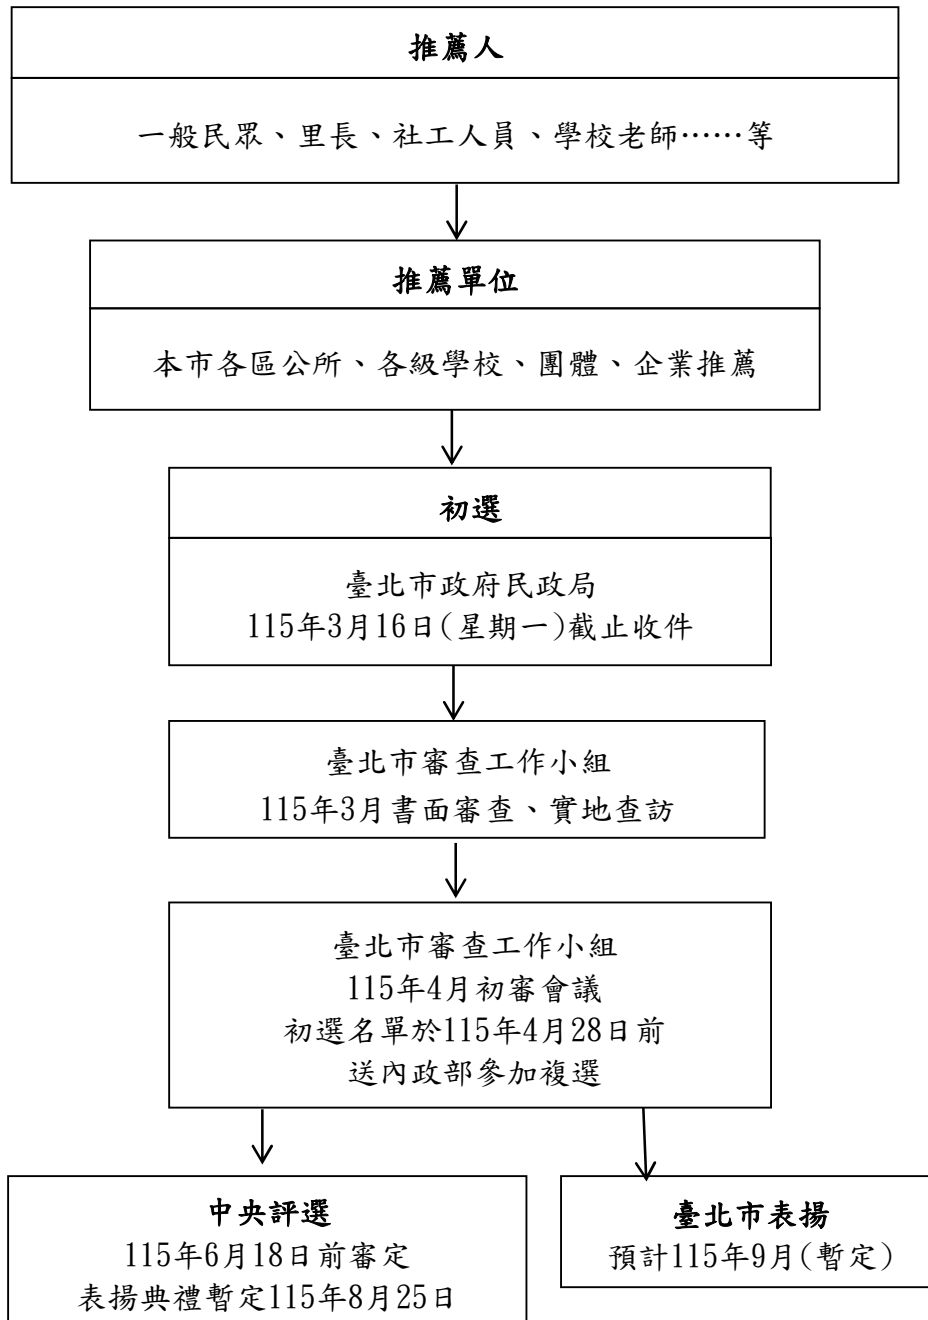 推薦人
一般民眾、里長、社工人員、學校老師……等
推薦單位
本市各區公所、各級學校、團體、企業推薦
初選
臺北市政府民政局
115年3月16日(星期一)截止收件
臺北市審查工作小組
115年3月書面審查、實地查訪
臺北市審查工作小組
115年4月初審會議
初選名單於115年4月28日前
送內政部參加複選
中央評選
115年6月18日前審定
表揚典禮暫定115年8月25日
臺北市表揚
預計115年9月(暫定)